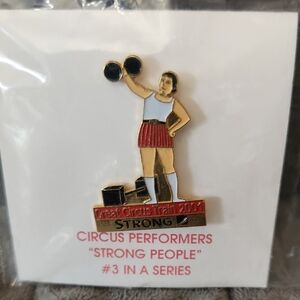 Great Circus Train 2004
STRONG
CIRCUS PERFORMERS
"STRONG PEOPLE"
#3 IN A SERIES